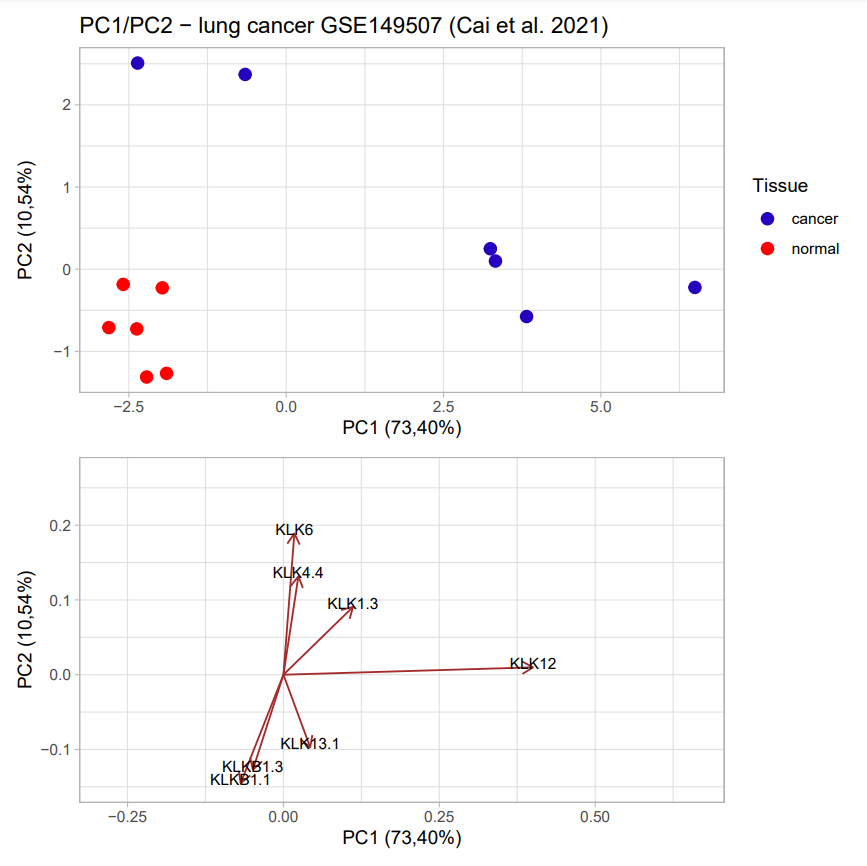 PC1/PC2 − lung cancer GSE149507 (Cai et al. 2021)
2
1
0
−1
PC2 (10,54%)
−2.5 0.0 2.5 5.0
PC1 (73,40%)
Tissue
cancer
normal
0.2
0.1
0.0
−0.1
PC2 (10,54%)
KLK6
KLK4.4
KLK1.3
KLK12
KLK13.1
KLKB1.3
KLKB1.1
−0.25 0.00 0.25 0.50
PC1 (73,40%)